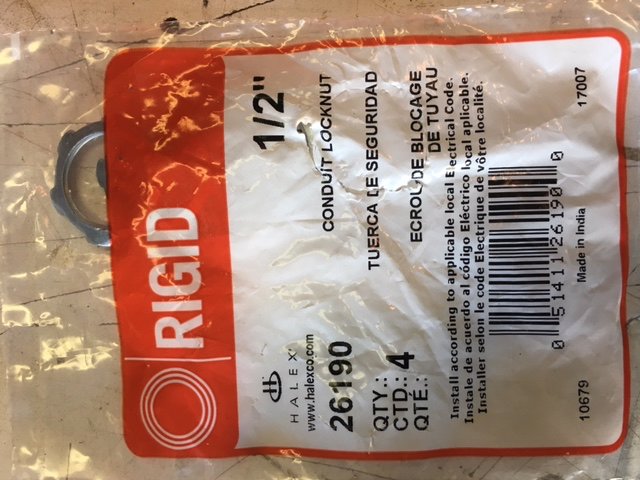 RIGID
1/2"
CONDUIT LOCKNUT
TUERCA DE SEGURIDAD
ECROU DE BLOCAGE
DE TUYAU
HALEX
www.halexco.com
26190
QTY.:
CTD.: 4
QTÉ.:
Install according to applicable local Electrical Code.
Instale de acuerdo al código Eléctrico local aplicable.
Installer selon le code Electrique de vôtre localité.
0 51411 26190 0
10679
Made in India
17007